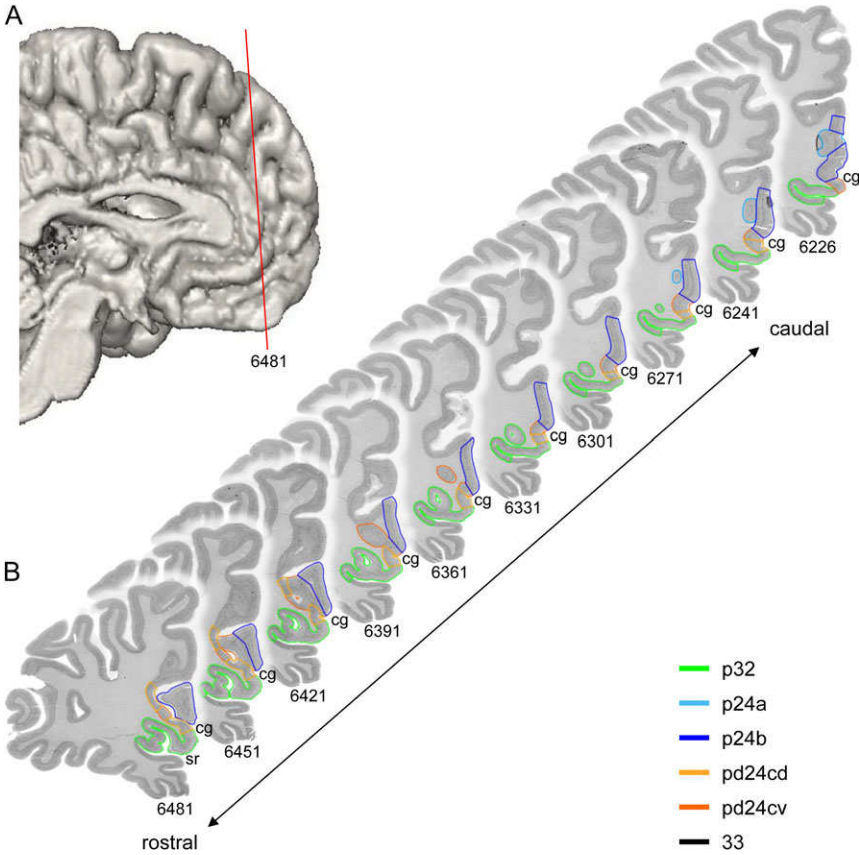 A
6481
cg
6226
cg
6241
caudal
cg
6271
cg
6301
cg
6331
cg
6361
cg
6391
B
cg
6421
cg
6451
cg
sr
6481
rostral
p32
p24a
p24b
pd24cd
pd24cv
33